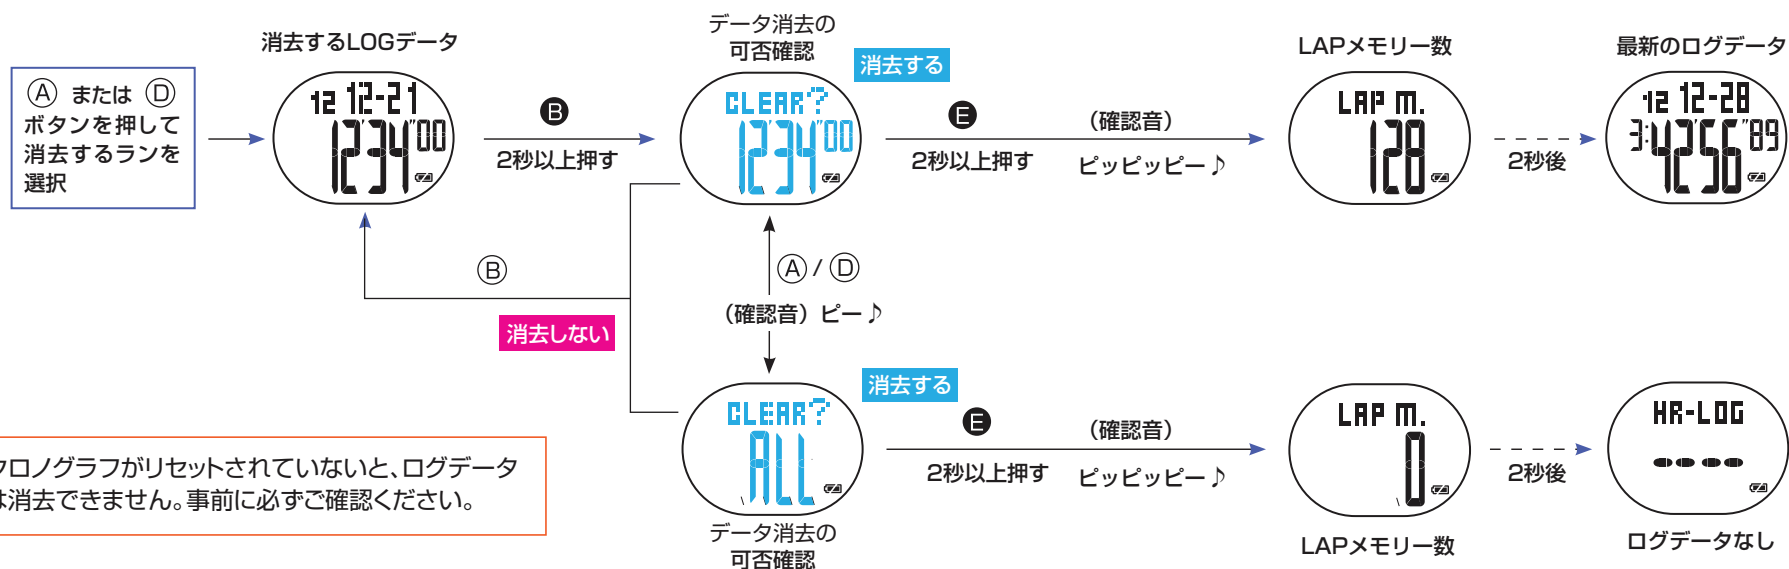 消去するLOGデータ
データ消去の
可否確認
消去する
LAPメモリー数
最新のログデータ
Ⓐ または Ⓓ
ボタンを押して
消去するランを
選択
12 12-21
12'34"00
B
2秒以上押す
CLEAR?
12'34"00
E
2秒以上押す
(確認音)
ピッピッピー♪
LAP M.
128
2秒後
12 12-28
3:42'56"89
Ⓑ
消去しない
Ⓐ / Ⓓ
(確認音) ピー♪
消去する
CLEAR?
ALL
データ消去の
可否確認
E
2秒以上押す
(確認音)
ピッピッピー♪
LAP M.
0
LAPメモリー数
2秒後
HR-LOG
----
ログデータなし
ロノグラフがリセットされていないと、ログデータ
消去できません。事前に必ずご確認ください。